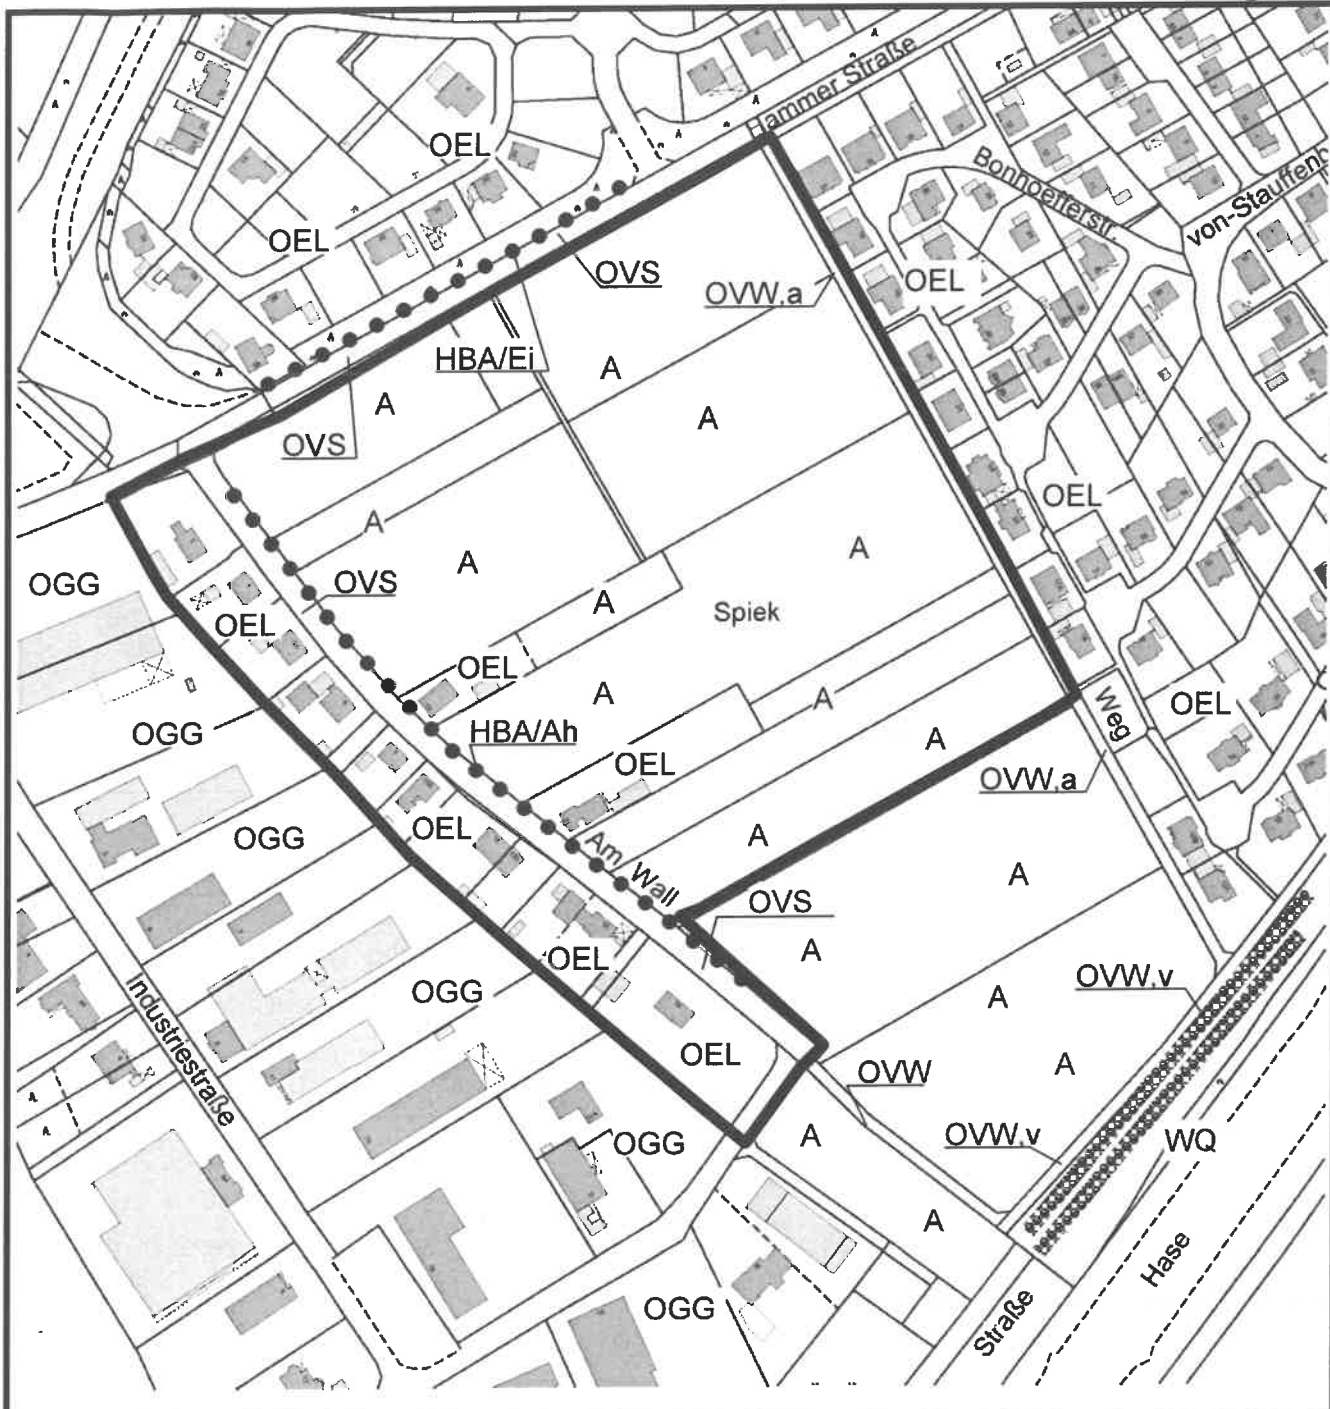 Hammer Straße
OEL
Bonhoefferstr.
von-Stauffenb
OEL
OVS
OEL
OVW,a
HBA/Ei
A
A
A
OVS
OEL
A
A
A
OGG
OVS
A
Spiek
OEL
OEL
A
A
OEL
Weg
OGG
HBA/Ah
A
OEL
OVW,a
OGG
OEL
Am Wall
A
A
OVS
A
OEL
OVW,v
OGG
A
Industriestraße
OEL
OVW
A
OVW,v
WQ
OGG
A
A
Hase
OGG
Straße